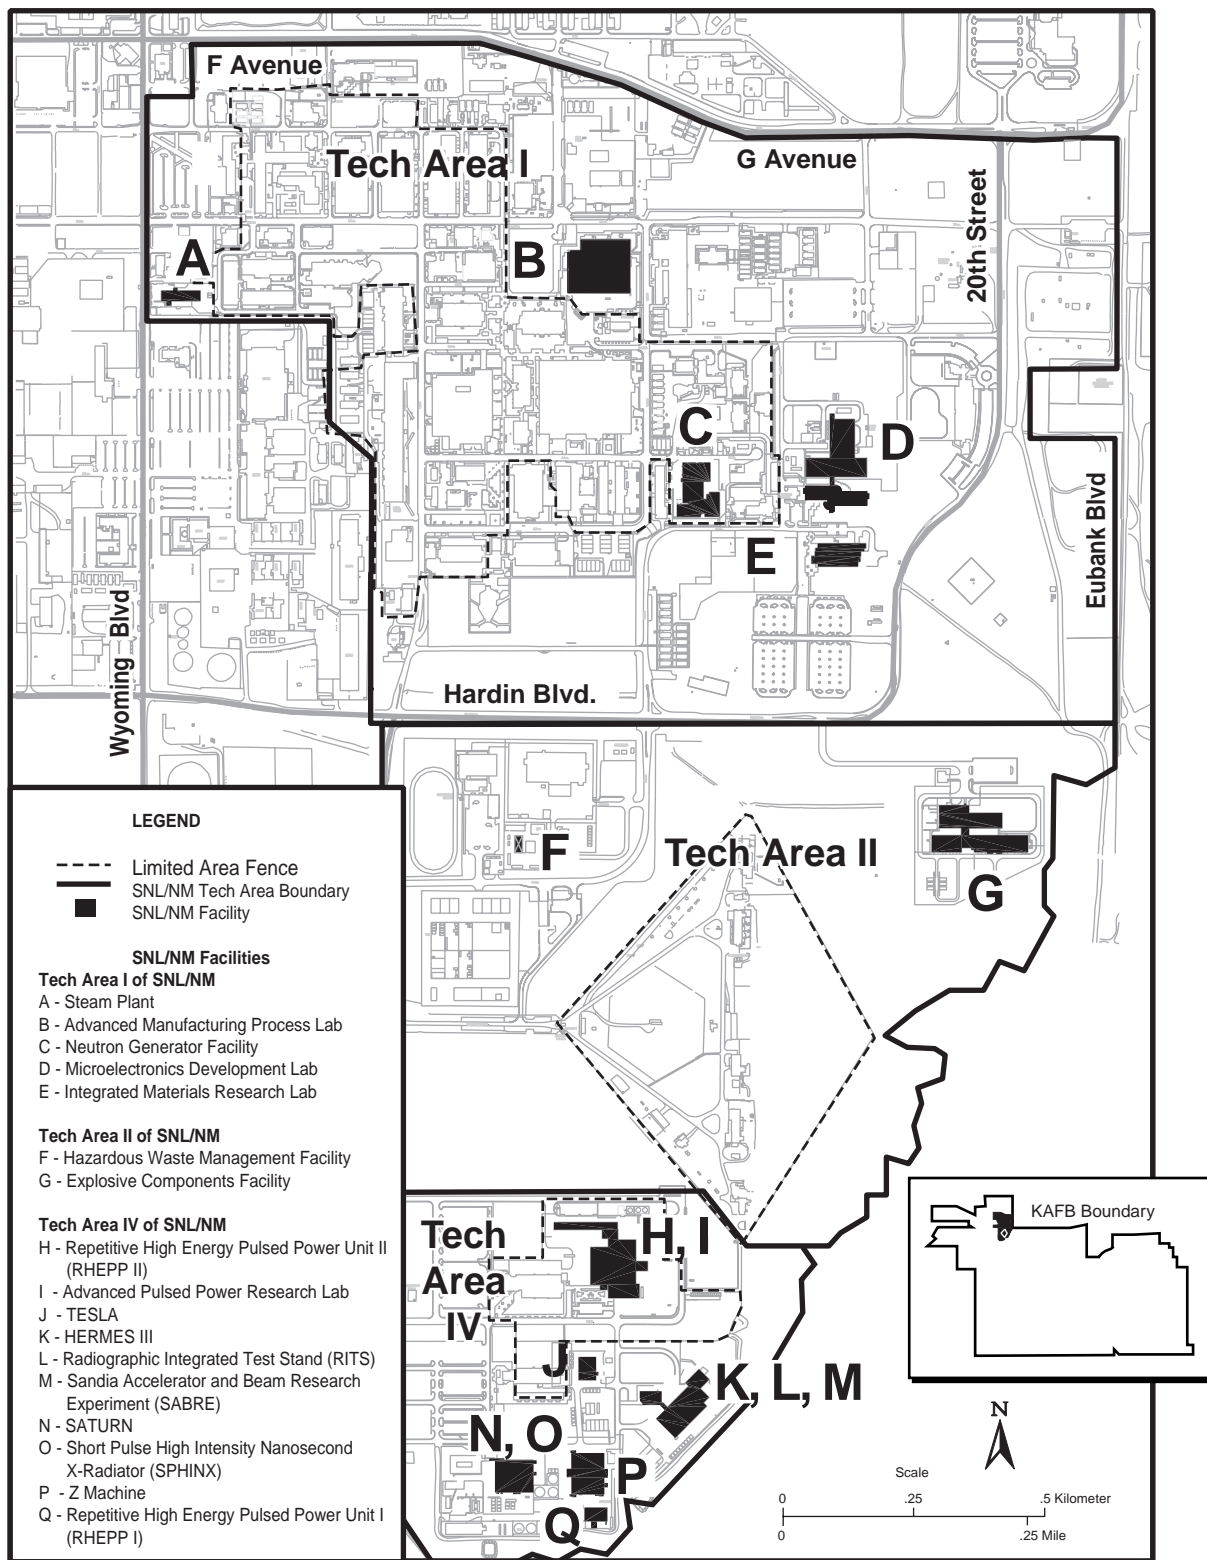 F Avenue
Tech Area I
G Avenue
20th Street
A
B
C
D
E
Eubank Blvd
Wyoming Blvd
Hardin Blvd.
F
Tech Area II
G
LEGEND
Limited Area Fence
SNL/NM Tech Area Boundary
SNL/NM Facility
SNL/NM Facilities
Tech Area I of SNL/NM
A - Steam Plant
B - Advanced Manufacturing Process Lab
C - Neutron Generator Facility
D - Microelectronics Development Lab
E - Integrated Materials Research Lab
Tech Area II of SNL/NM
F - Hazardous Waste Management Facility
G - Explosive Components Facility
Tech Area IV of SNL/NM
H - Repetitive High Energy Pulsed Power Unit II
(RHEPP II)
I - Advanced Pulsed Power Research Lab
J - TESLA
K - HERMES III
L - Radiographic Integrated Test Stand (RITS)
M - Sandia Accelerator and Beam Research
Experiment (SABRE)
N - SATURN
O - Short Pulse High Intensity Nanosecond
X-Radiator (SPHINX)
P - Z Machine
Q - Repetitive High Energy Pulsed Power Unit I
(RHEPP I)
Tech
Area
IV
H, I
J
K, L, M
N, O
P
Q
KAFB Boundary
N
Scale
0 .25 .5 Kilometer
0 .25 Mile